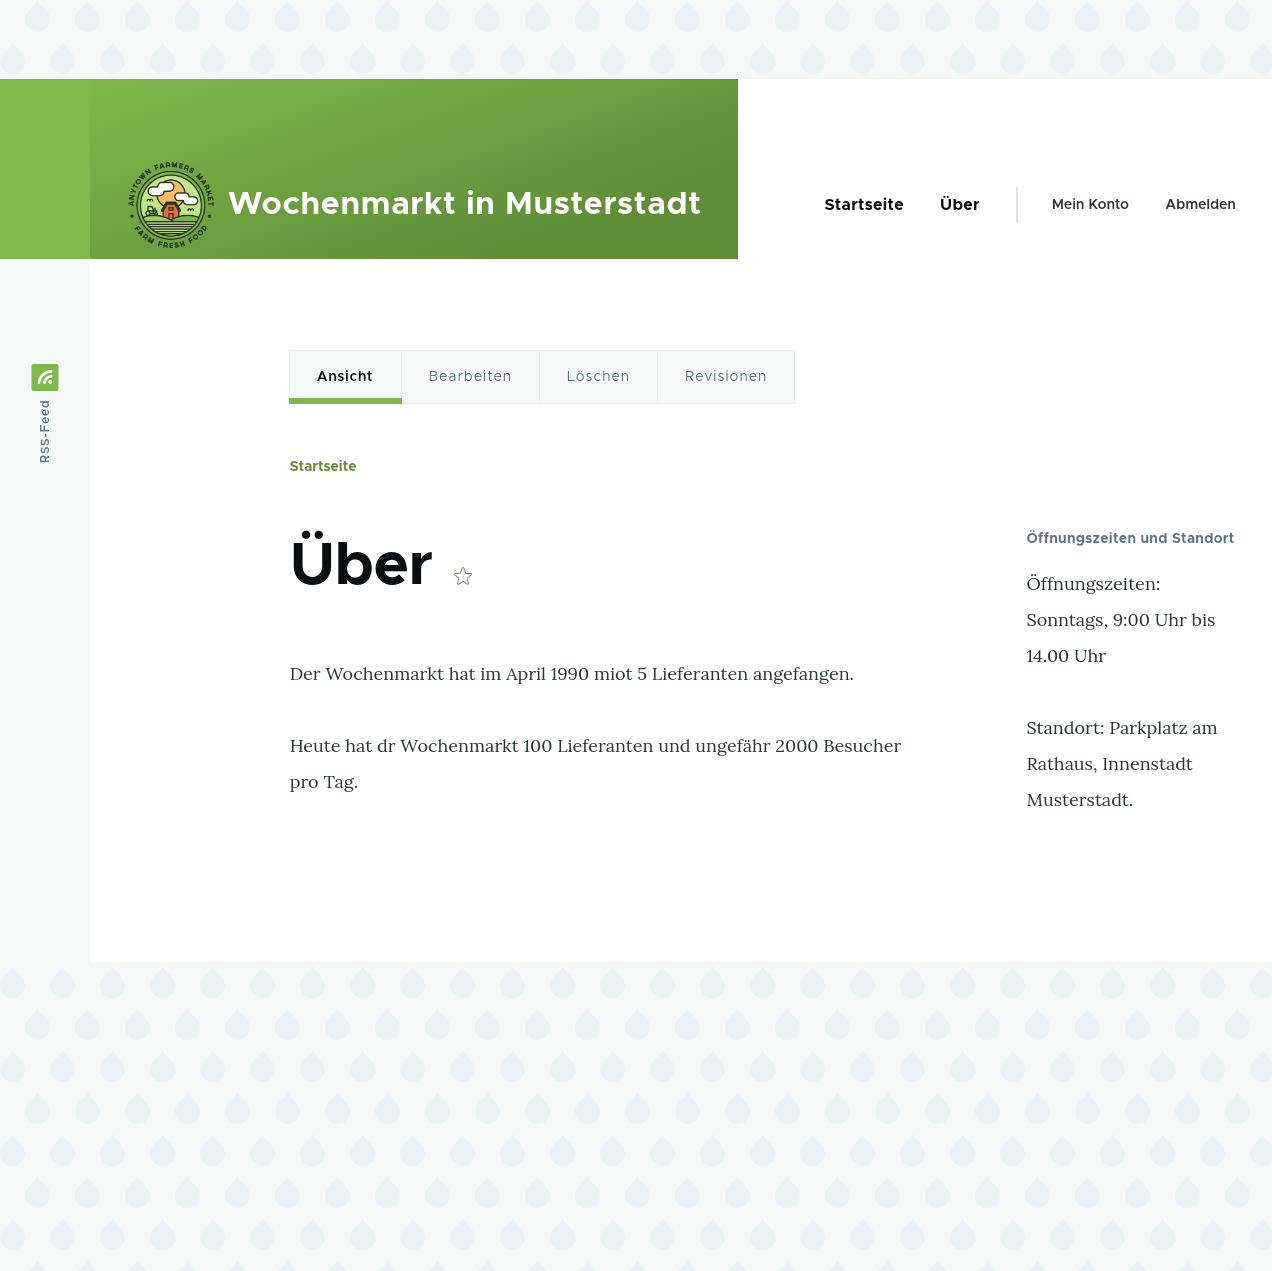 ANYTOWN FARMERS MARKET
FARM FRESH FOOD
Wochenmarkt in Musterstadt
Startseite Über Mein Konto Abmelden
RSS-Feed
Ansicht Bearbeiten Löschen Revisionen
Startseite
Über
Der Wochenmarkt hat im April 1990 miot 5 Lieferanten angefangen.
Heute hat dr Wochenmarkt 100 Lieferanten und ungefähr 2000 Besucher
pro Tag.
Öffnungszeiten und Standort
Öffnungszeiten:
Sonntags, 9:00 Uhr bis
14.00 Uhr
Standort: Parkplatz am
Rathaus, Innenstadt
Musterstadt.